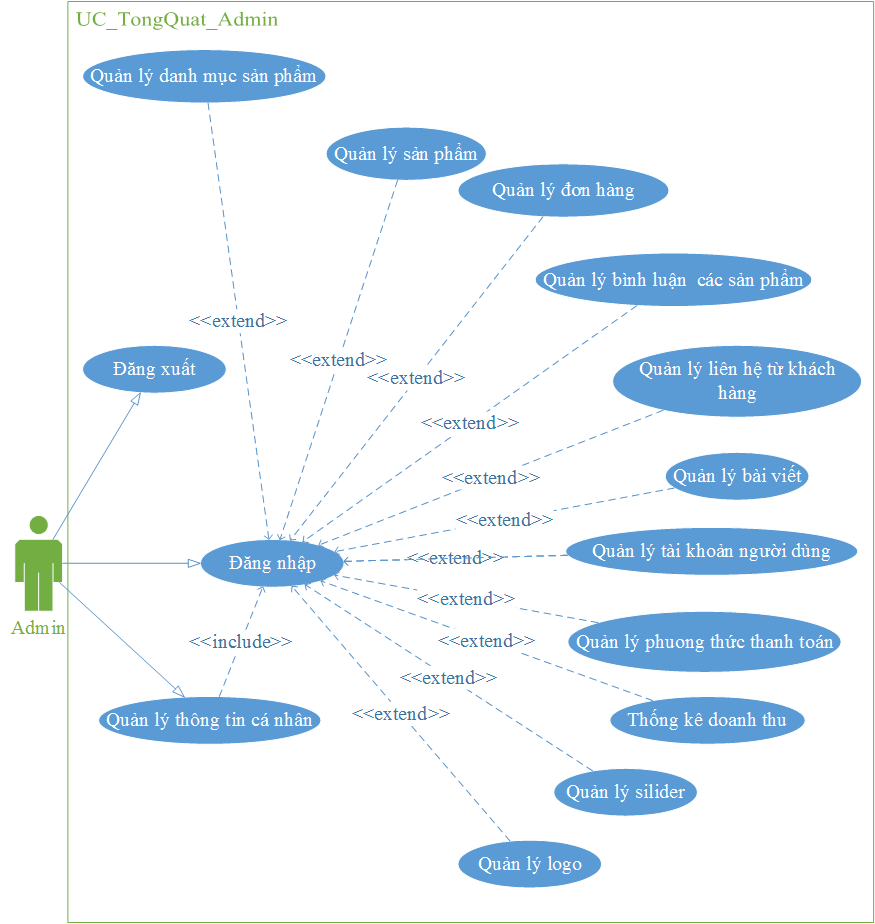 UC_TongQuat_Admin
Quản lý danh mục sản phẩm
Quản lý sản phẩm
Quản lý đơn hàng
Quản lý bình luận các sản phẩm
<<extend>>
<<extend>>
Đăng xuất
<<extend>>
Quản lý liên hệ từ khách
hàng
<<extend>>
<<extend>>
Quản lý bài viết
<<extend>>
Đăng nhập
<<extend>>
Quản lý tài khoản người dùng
<<extend>>
Admin
<<include>>
<<extend>>
Quản lý phuong thức thanh toán
<<extend>>
<<extend>>
Quản lý thông tin cá nhân
Thống kê doanh thu
Quản lý silider
Quản lý logo